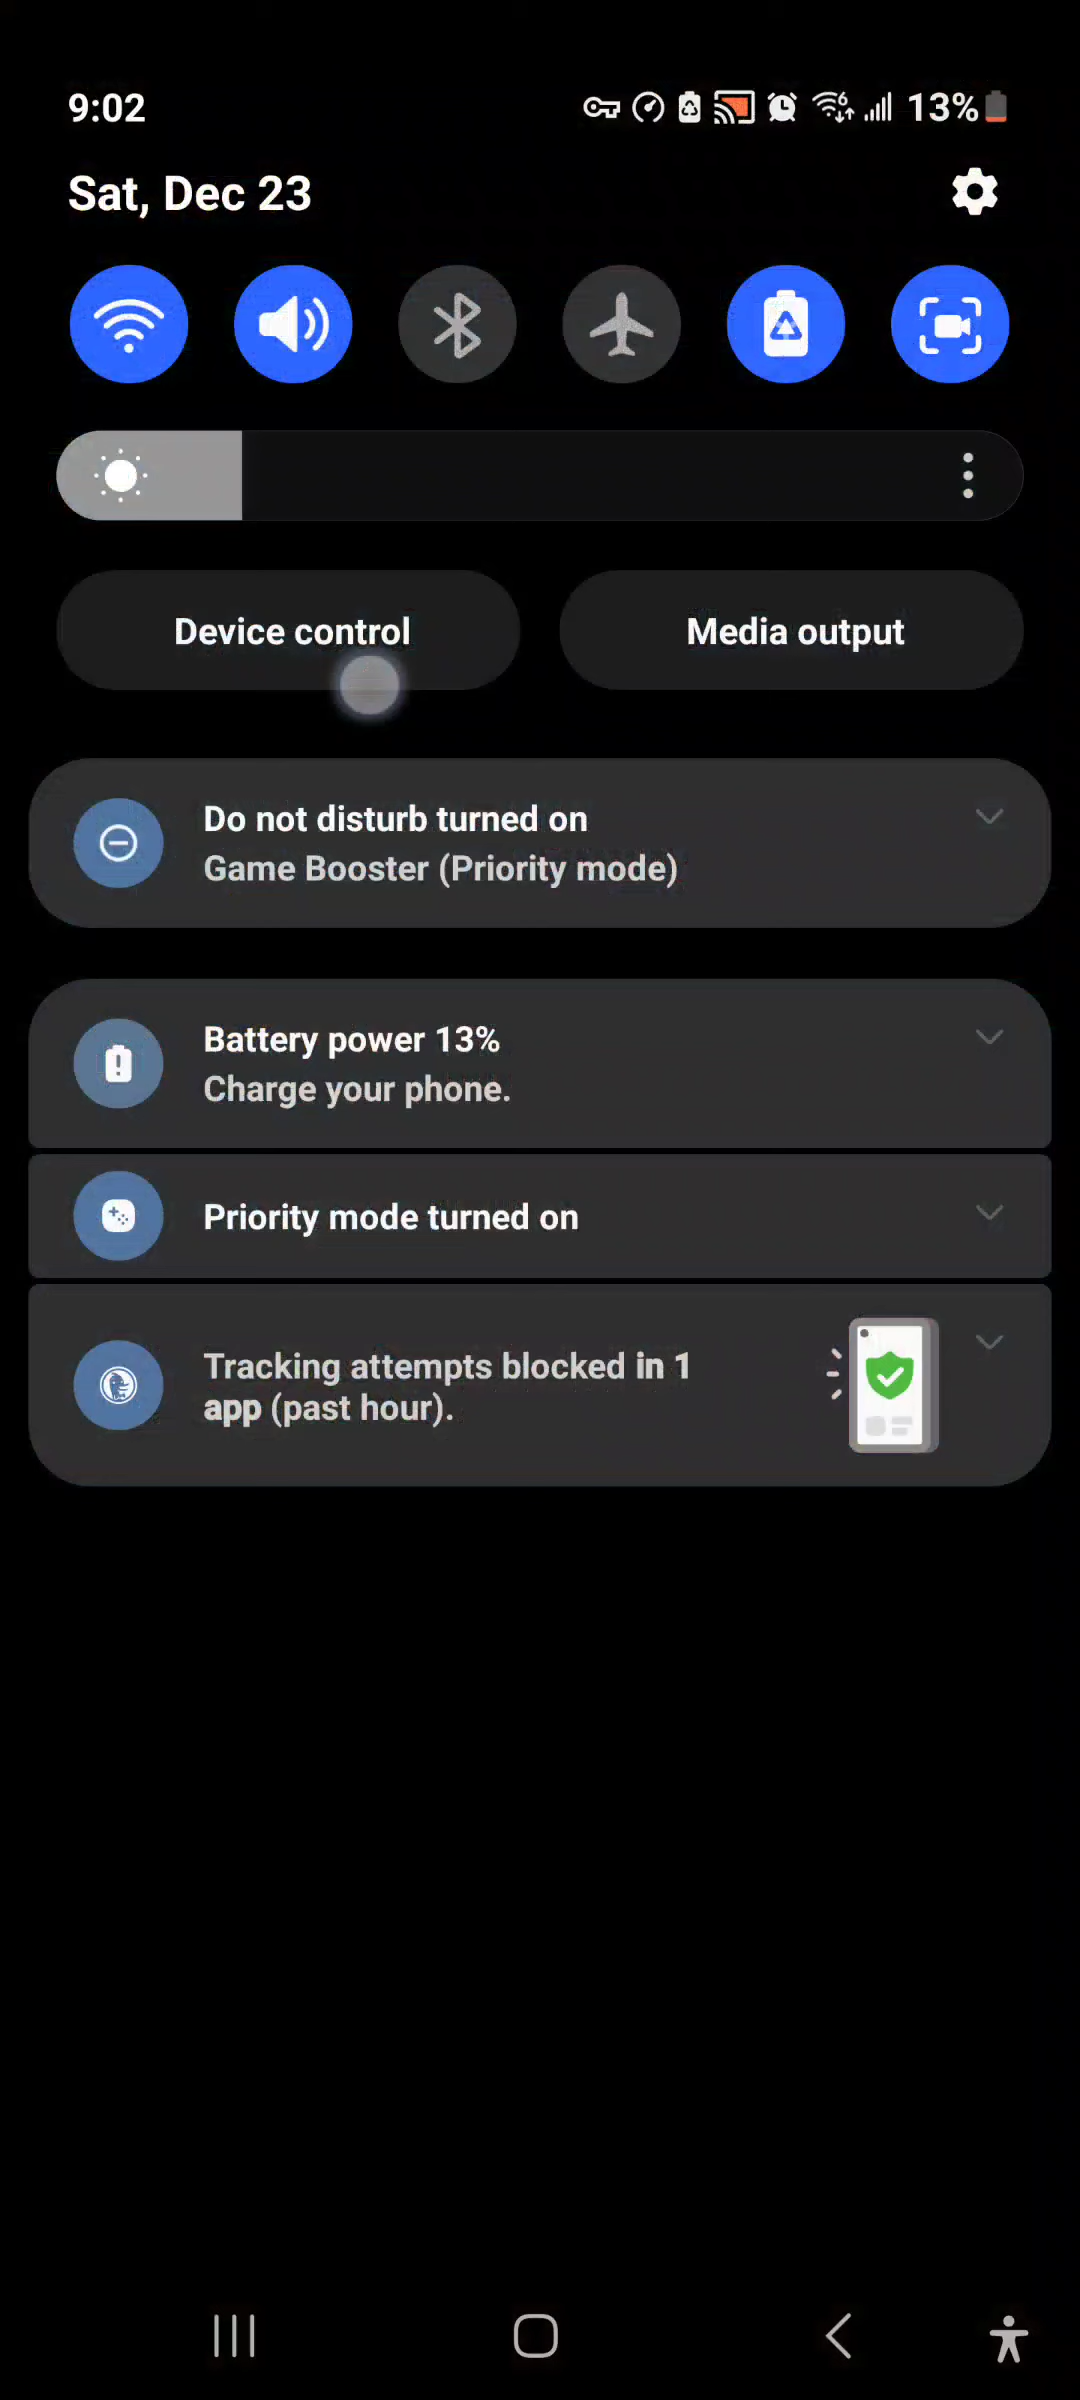 9:02
13%
Sat, Dec 23
Device control
Media output
Do not disturb turned on
Game Booster (Priority mode)
Battery power 13%
Charge your phone.
Priority mode turned on
Tracking attempts blocked in 1
app (past hour).